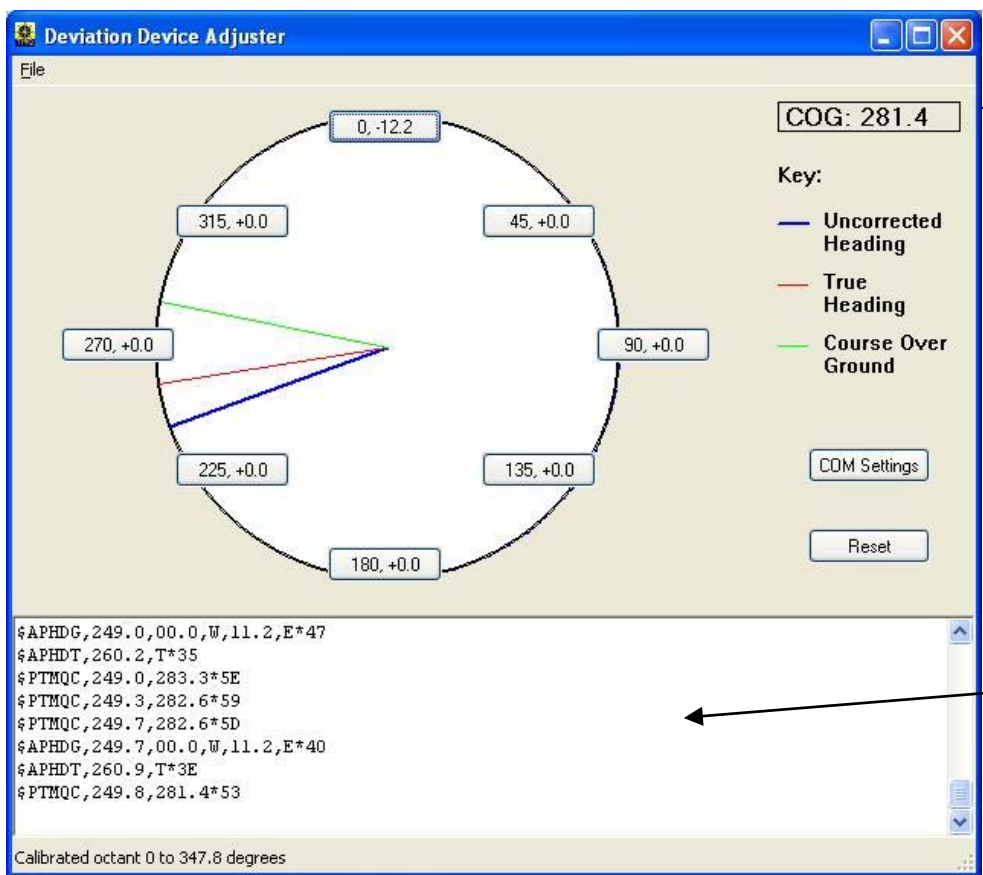 Deviation Device Adjuster
File
0, -12.2
COG: 281.4
Key:
315, +0.0
45, +0.0
Uncorrected
Heading
True
Heading
270, +0.0
90, +0.0
Course Over
Ground
225, +0.0
135, +0.0
COM Settings
180, +0.0
Reset
$APHDG,249.0,00.0,W,11.2,E*47
$APHDT,260.2,T*35
$PTMQC,249.0,283.3*5E
$PTMQC,249.3,282.6*59
$PTMQC,249.7,282.6*5D
$APHDG,249.7,00.0,W,11.2,E*40
$APHDT,260.9,T*3E
$PTMQC,249.8,281.4*53
Calibrated octant 0 to 347.8 degrees